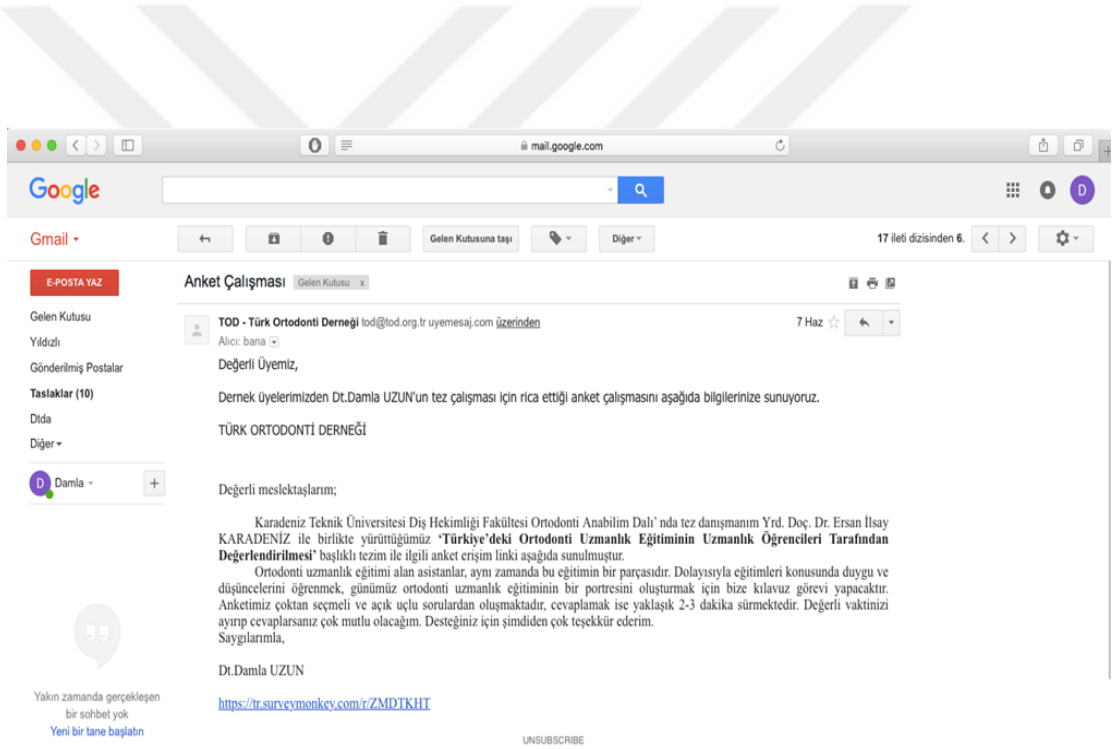 mail.google.com
Google
D
Gmail
Gelen Kutusuna taşı
Diğer
17 ileti dizisinden 6.
E-POSTA YAZ
Gelen Kutusu
Yıldızlı
Gönderilmiş Postalar
Taslaklar (10)
Dtda
Diğer
D Damla +
Yakın zamanda gerçekleşen
bir sohbet yok
Yeni bir tane başlatın
Anket Çalışması Gelen Kutusu x
TOD - Türk Ortodonti Derneği tod@tod.org.tr uyemesaj.com üzerinden
7 Haz
Alıcı: bana
Değerli Üyemiz,
Dernek üyelerimizden Dt.Damla UZUN'un tez çalışması için rica ettiği anket çalışmasını aşağıda bilgilerinize sunuyoruz.
TÜRK ORTODONTİ DERNEĞİ
Değerli meslektaşlarım;
Karadeniz Teknik Üniversitesi Diş Hekimliği Fakültesi Ortodonti Anabilim Dalı’ nda tez danışmanım Yrd. Doç. Dr. Ersan İlsay
KARADENİZ ile birlikte yürüttüğümüz ‘Türkiye’deki Ortodonti Uzmanlık Eğitiminin Uzmanlık Öğrencileri Tarafından
Değerlendirilmesi’ başlıklı tezim ile ilgili anket erişim linki aşağıda sunulmuştur.
Ortodonti uzmanlık eğitimi alan asistanlar, aynı zamanda bu eğitimin bir parçasıdır. Dolayısıyla eğitimleri konusunda duygu ve
düşüncelerini öğrenmek, günümüz ortodonti uzmanlık eğitiminin bir portresini oluşturmak için bize kılavuz görevi yapacaktır.
Anketimiz çoktan seçmeli ve açık uçlu sorulardan oluşmaktadır, cevaplamak ise yaklaşık 2-3 dakika sürmektedir. Değerli vaktinizi
ayırıp cevaplarsanız çok mutlu olacağım. Desteğiniz için şimdiden çok teşekkür ederim.
Saygılarımla,
Dt.Damla UZUN
https://tr.surveymonkey.com/r/ZMDTKHT
UNSUBSCRIBE